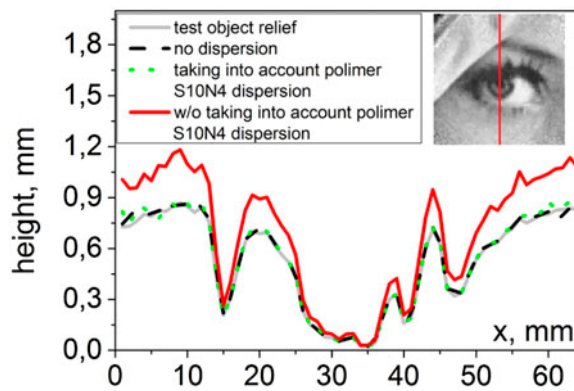 test object relief
no dispersion
taking into account polimer
S10N4 dispersion
w/o taking into account polimer
S10N4 dispersion
height, mm
1,8
1,5
1,2
0,9
0,6
0,3
0,0
x, mm
0 10 20 30 40 50 60